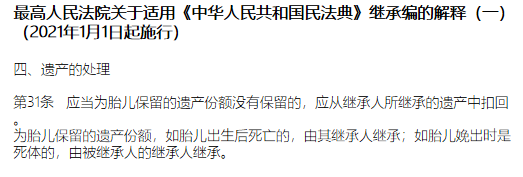 最高人民法院关于适用《中华人民共和国民法典》继承编的解释（一）
（2021年1月1日起施行）
四、遗产的处理
第31条　应当为胎儿保留的遗产份额没有保留的，应从继承人所继承的遗产中扣回
。
为胎儿保留的遗产份额，如胎儿出生后死亡的，由其继承人继承；如胎儿娩出时是
死体的，由被继承人的继承人继承。